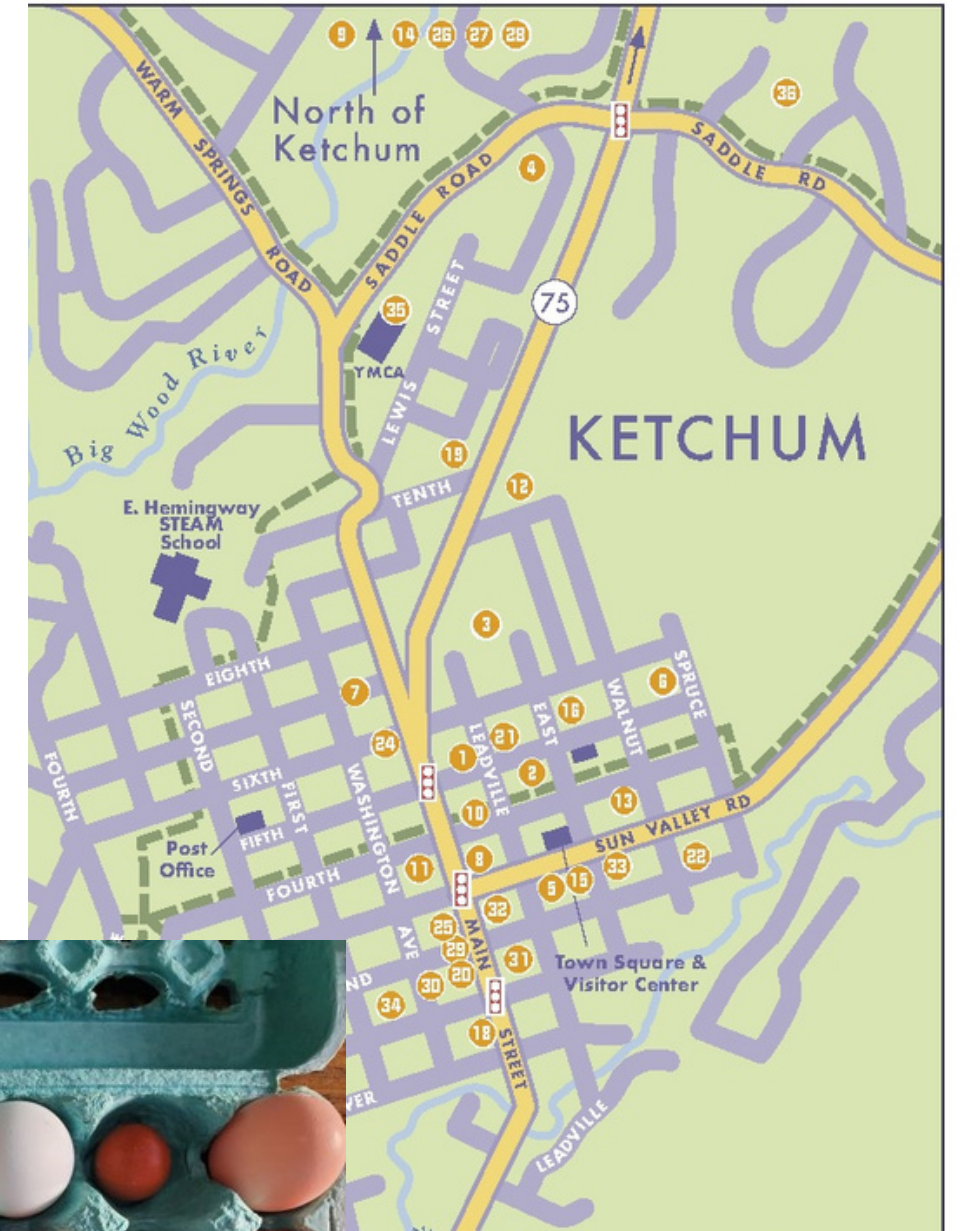 9 14 26 27 28
North of
Ketchum
36
WARM SPRINGS ROAD
SADDLE ROAD
SADDLE RD
4
75
35
YMCA
LEWIS STREET
Big Wood River
KETCHUM
19
TENTH
12
E. Hemingway
STEAM
School
3
EIGHTH
7
6
SPRUCE
WALNUT
16
EAST
SECOND
24
21
LEADVILLE
1
2
FOURTH
SIXTH
FIRST
WASHINGTON
AVE
10
13
SUN VALLEY RD
Post
Office
FIFTH
FOURTH
11
8
33
22
5
15
32
25
MAIN
STREET
29
31
Town Square &
Visitor Center
20
30
ND
34
18
VER
LEADVILLE